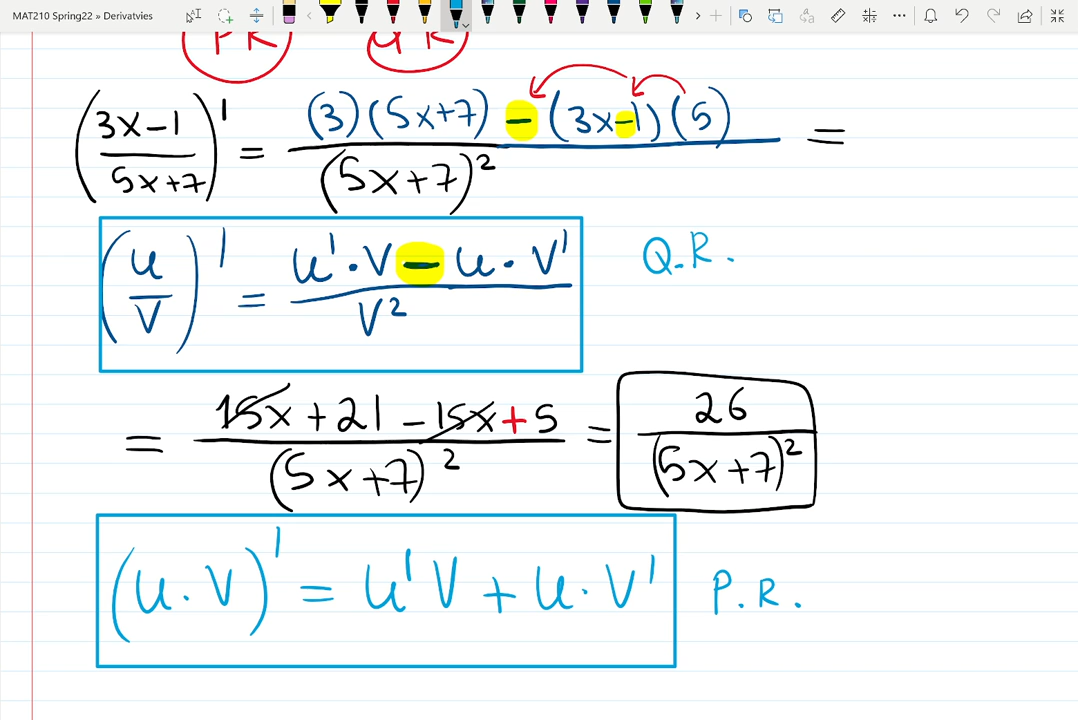 MAT210 Spring22 » Derivatvies
PR QR
(3x-1 / 5x+7)' = (3)(5x+7) - (3x-1)(5) / (5x+7)² =
(u / v)' = u'·v - u·v' / v² Q.R.
= 15x + 21 - 15x + 5 / (5x+7)² = 26 / (5x+7)²
(u·v)' = u'v + u·v' P.R.